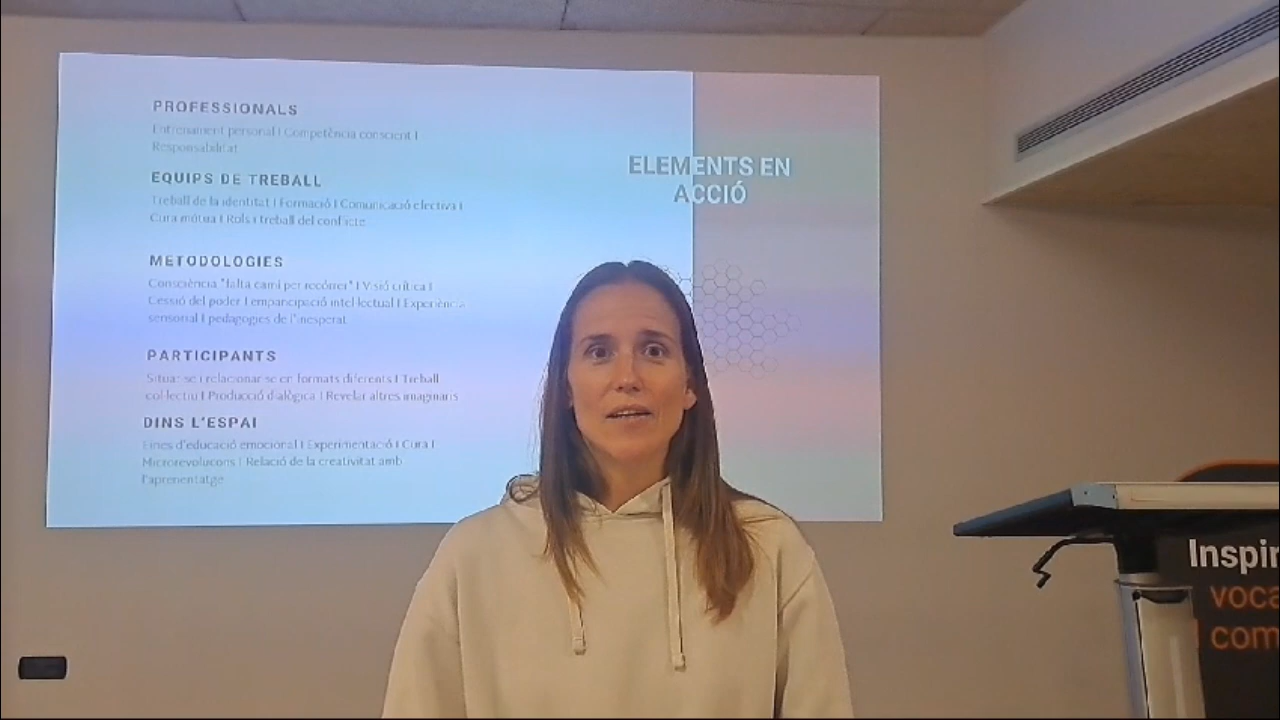 PROFESSIONALS
Entrenament personal | Competència conscient |
Responsabilitat
EQUIPS DE TREBALL
Treball de la identitat | Formació | Comunicació efectiva |
Cura mútua | Rols i treball del conflicte
METODOLOGIES
Consciència "falta camí per recórrer" | Visió crítica |
Cessió del poder | empancipació intel·lectual | Experiència
sensorial | pedagogies de l'inesperat
PARTICIPANTS
Situar-se i relacionar-se en formats diferents | Treball
col·lectiu | Producció dialògica | Revelar altres imaginaris
DINS L'ESPAI
Eines d'educació emocional | Experimentació | Cura |
Microrevolucons | Relació de la creativitat amb
l'aprenentatge
ELEMENTS EN
ACCIÓ
Inspir
voca
i com